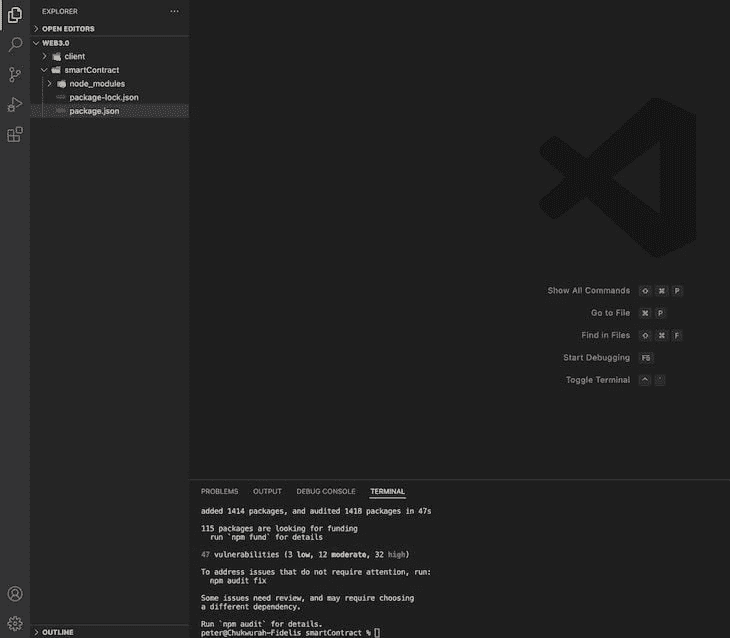 EXPLORER
OPEN EDITORS
WEB3.0
client
smartContract
node_modules
package-lock.json
package.json
OUTLINE
Show All Commands ⇧ ⌘ P
Go to File ⌘ P
Find in Files ⇧ ⌘ F
Start Debugging F5
Toggle Terminal ^ `
PROBLEMS OUTPUT DEBUG CONSOLE TERMINAL
added 1414 packages, and audited 1418 packages in 47s
115 packages are looking for funding
run `npm fund` for details
47 vulnerabilities (3 low, 12 moderate, 32 high)
To address issues that do not require attention, run:
npm audit fix
Some issues need review, and may require choosing
a different dependency.
Run `npm audit` for details.
peter@Chukwurah-Fidelis smartContract %